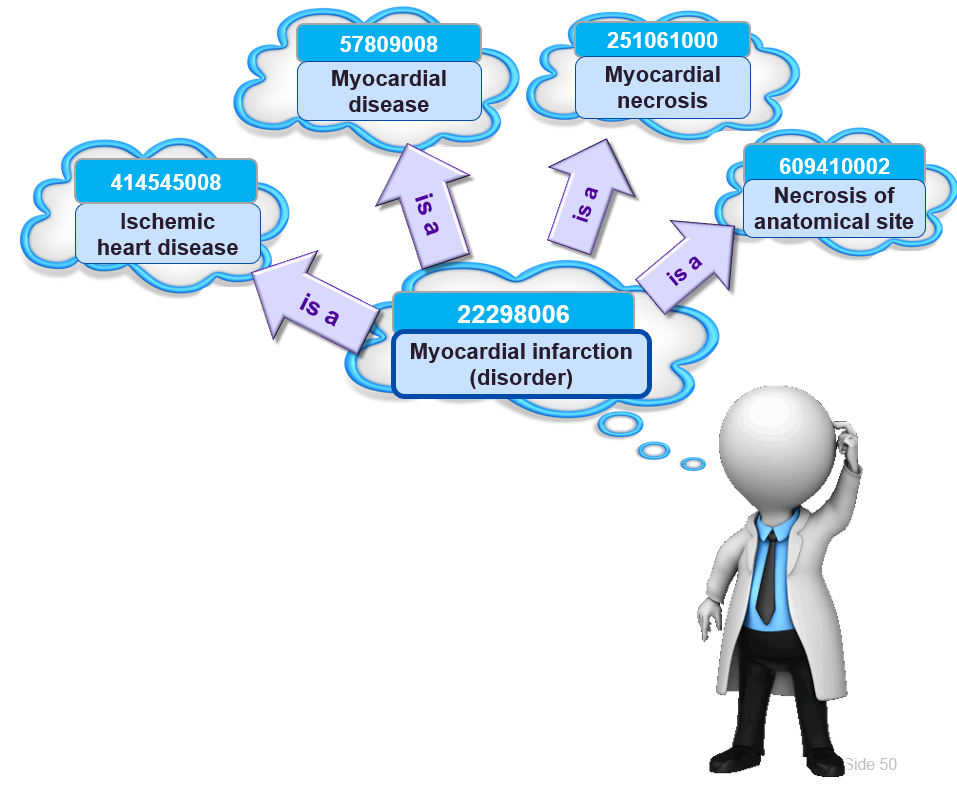 57809008
Myocardial
disease
251061000
Myocardial
necrosis
414545008
Ischemic
heart disease
609410002
Necrosis of
anatomical site
is a
is a
is a
is a
22298006
Myocardial infarction
(disorder)
Side 50